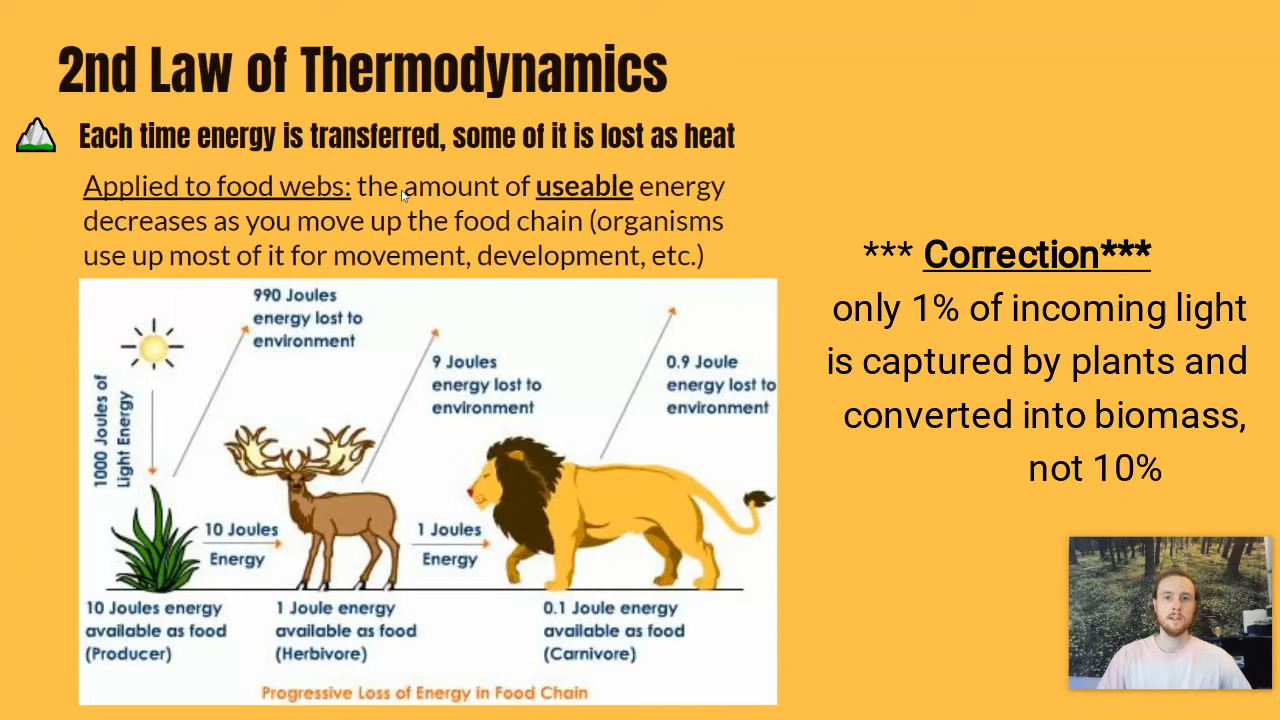 2nd Law of Thermodynamics
Each time energy is transferred, some of it is lost as heat
Applied to food webs: the amount of useable energy
decreases as you move up the food chain (organisms
use up most of it for movement, development, etc.)
990 Joules
energy lost to
environment
9 Joules
energy lost to
environment
0.9 Joule
energy lost to
environment
1000 Joules of
Light Energy
10 Joules
Energy
1 Joules
Energy
10 Joules energy
available as food
(Producer)
1 Joule energy
available as food
(Herbivore)
0.1 Joule energy
available as food
(Carnivore)
Progressive Loss of Energy in Food Chain
*** Correction***
only 1% of incoming light
is captured by plants and
converted into biomass,
not 10%